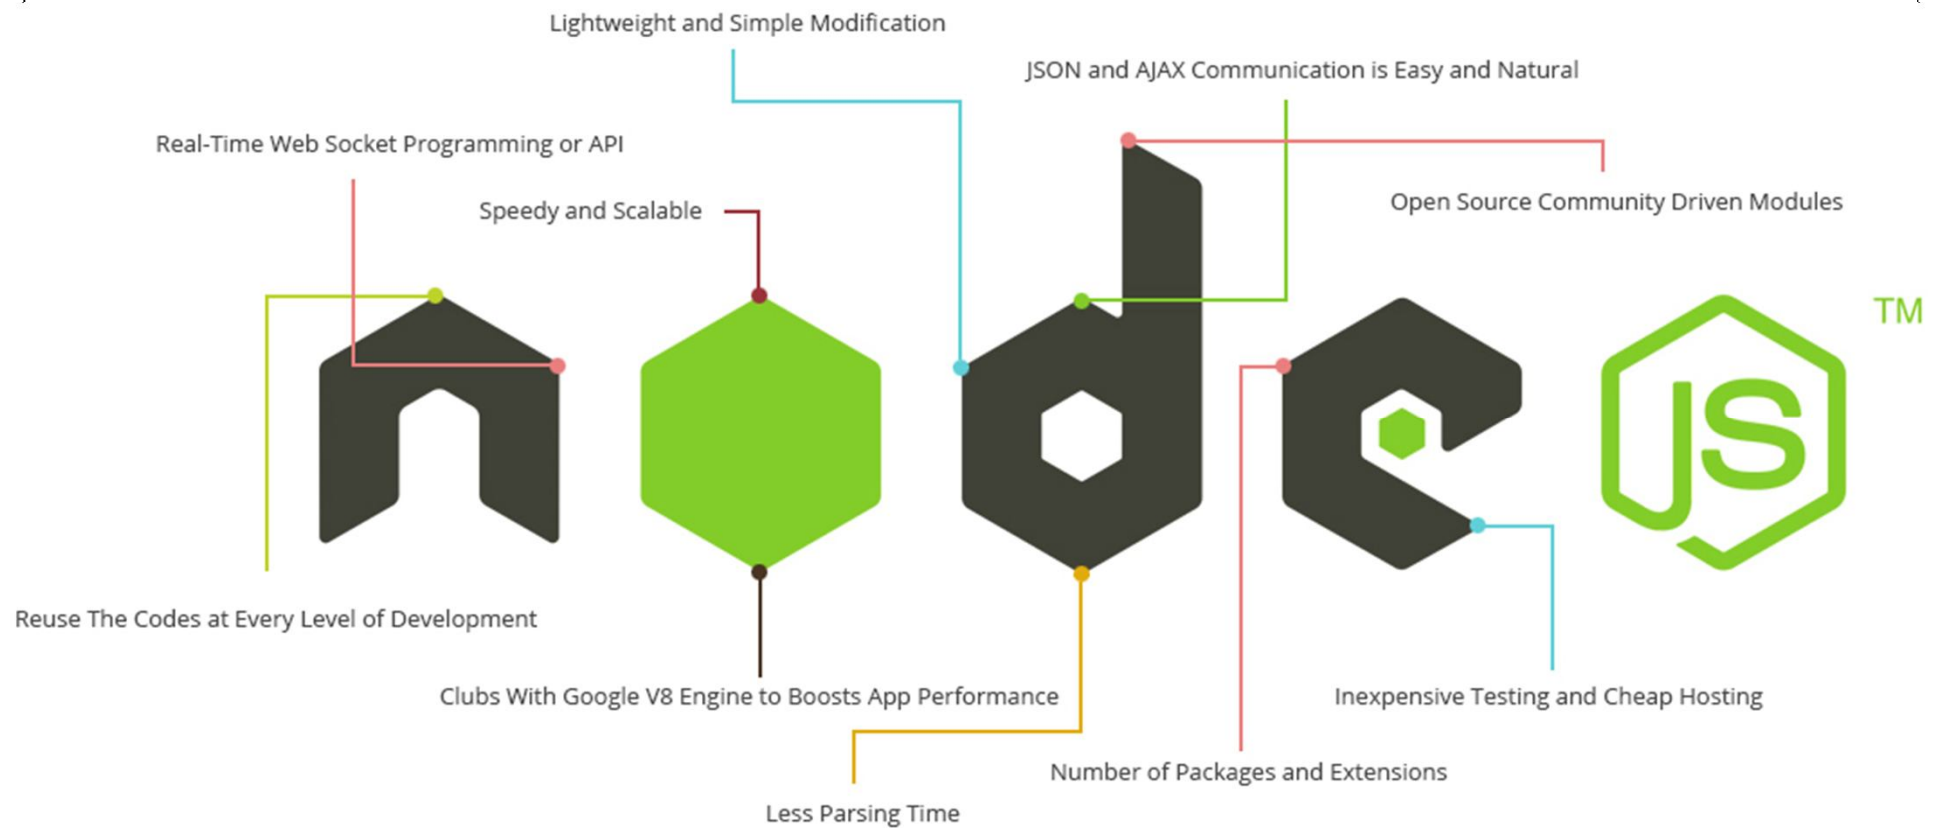 Lightweight and Simple Modification
JSON and AJAX Communication is Easy and Natural
Real-Time Web Socket Programming or API
Speedy and Scalable
Open Source Community Driven Modules
node JS TM
Reuse The Codes at Every Level of Development
Clubs With Google V8 Engine to Boosts App Performance
Inexpensive Testing and Cheap Hosting
Number of Packages and Extensions
Less Parsing Time